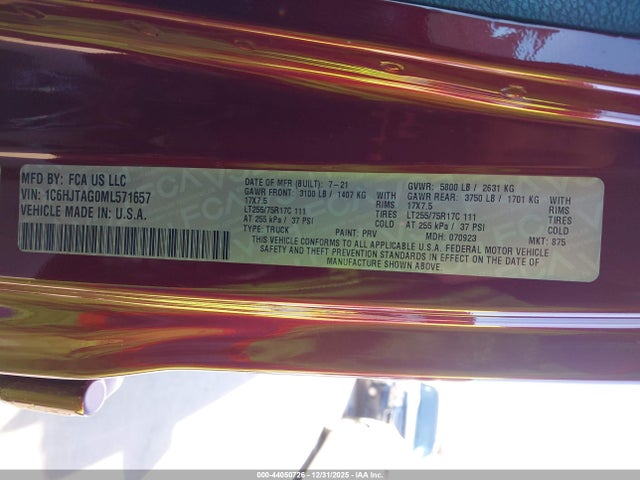 MFD BY: FCA US LLC
VIN: 1C6HJTAG0ML571657
VEHICLE MADE IN U.S.A.
DATE OF MFR (BUILT): 7-21
GAWR FRONT: 3100 LB / 1407 KG WITH
17X7.5 RIMS
LT255/75R17C 111 TIRES
AT 255 kPa / 37 PSI COLD
TYPE: TRUCK PAINT: PRV
GVWR: 5800 LB / 2631 KG
GAWR REAR: 3750 LB / 1701 KG WITH
17X7.5 RIMS
LT255/75R17C 111 TIRES
AT 255 kPa / 37 PSI COLD
MDH: 070923 MKT: 875
THIS VEHICLE CONFORMS TO ALL APPLICABLE U.S.A. FEDERAL MOTOR VEHICLE
SAFETY AND THEFT PREVENTION STANDARDS IN EFFECT ON THE DATE OF
MANUFACTURE SHOWN ABOVE.
000-44050726 - 12/31/2025 - IAA Inc.